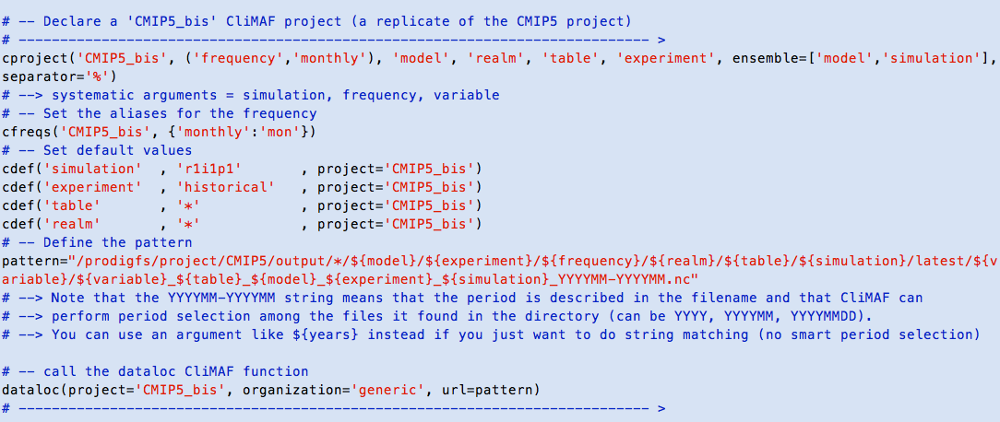 # -- Declare a 'CMIP5_bis' CliMAF project (a replicate of the CMIP5 project)
# ---------------------------------------------------------------------------- >
cproject('CMIP5_bis', ('frequency','monthly'), 'model', 'realm', 'table', 'experiment', ensemble=['model','simulation'],
separator='%')
# --> systematic arguments = simulation, frequency, variable
# -- Set the aliases for the frequency
cfreqs('CMIP5_bis', {'monthly':'mon'})
# -- Set default values
cdef('simulation'  , 'r1i1p1'       , project='CMIP5_bis')
cdef('experiment'  , 'historical'   , project='CMIP5_bis')
cdef('table'       , '*'            , project='CMIP5_bis')
cdef('realm'       , '*'            , project='CMIP5_bis')
# -- Define the pattern
pattern="/prodigfs/project/CMIP5/output/*/${model}/${experiment}/${frequency}/${realm}/${table}/${simulation}/latest/${v
ariable}/${variable}_${table}_${model}_${experiment}_${simulation}_YYYYMM-YYYYMM.nc"
# --> Note that the YYYYMM-YYYYMM string means that the period is described in the filename and that CliMAF can
# --> perform period selection among the files it found in the directory (can be YYYY, YYYYMM, YYYYMMDD).
# --> You can use an argument like ${years} instead if you just want to do string matching (no smart period selection)
# -- call the dataloc CliMAF function
dataloc(project='CMIP5_bis', organization='generic', url=pattern)
# ---------------------------------------------------------------------------- >